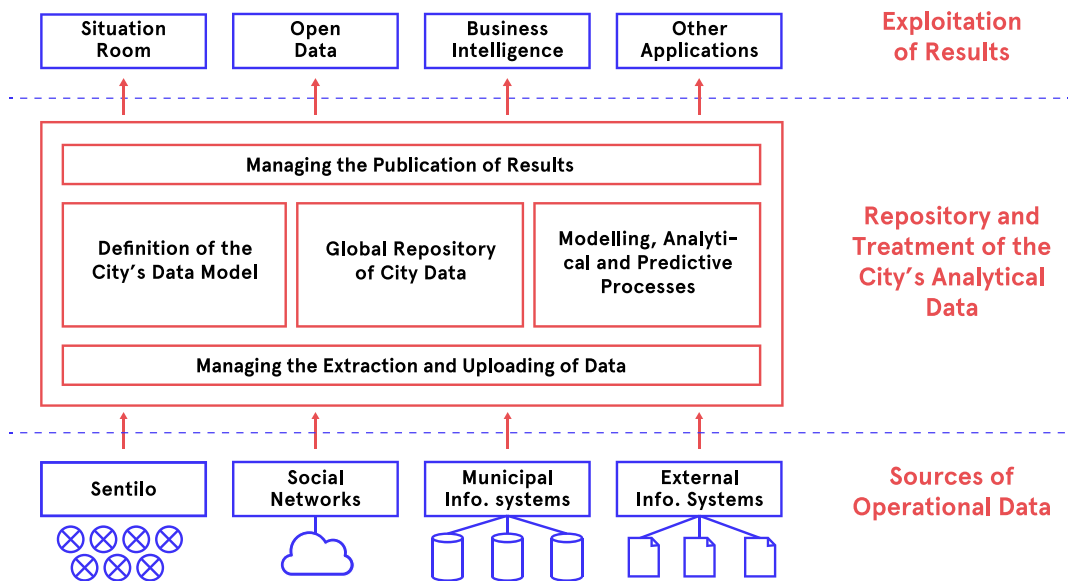 Situation
Room
Open
Data
Business
Intelligence
Other
Applications
Exploitation
of Results
Managing the Publication of Results
Definition of the
City's Data Model
Global Repository
of City Data
Modelling, Analyti-
cal and Predictive
Processes
Repository and
Treatment of the
City's Analytical
Data
Managing the Extraction and Uploading of Data
Sentilo
Social
Networks
Municipal
Info. systems
External
Info. Systems
Sources of
Operational Data